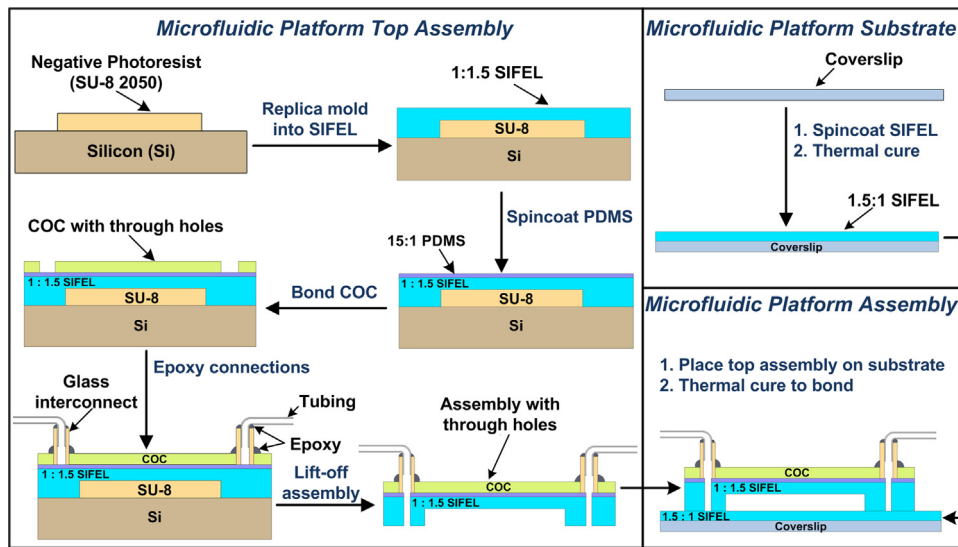 Microfluidic Platform Top Assembly
Negative Photoresist
(SU-8 2050)
Silicon (Si)
Replica mold
into SIFEL
1:1.5 SIFEL
SU-8
Si
Spincoat PDMS
15:1 PDMS
1 : 1.5 SIFEL
SU-8
Si
Bond COC
COC with through holes
1 : 1.5 SIFEL
SU-8
Si
Epoxy connections
Glass
interconnect
Tubing
Epoxy
COC
1 : 1.5 SIFEL
SU-8
Si
Lift-off
assembly
Assembly with
through holes
COC
1 : 1.5 SIFEL
Microfluidic Platform Substrate
Coverslip
1. Spincoat SIFEL
2. Thermal cure
1.5:1 SIFEL
Coverslip
Microfluidic Platform Assembly
1. Place top assembly on substrate
2. Thermal cure to bond
COC
1 : 1.5 SIFEL
1.5 : 1 SIFEL
Coverslip